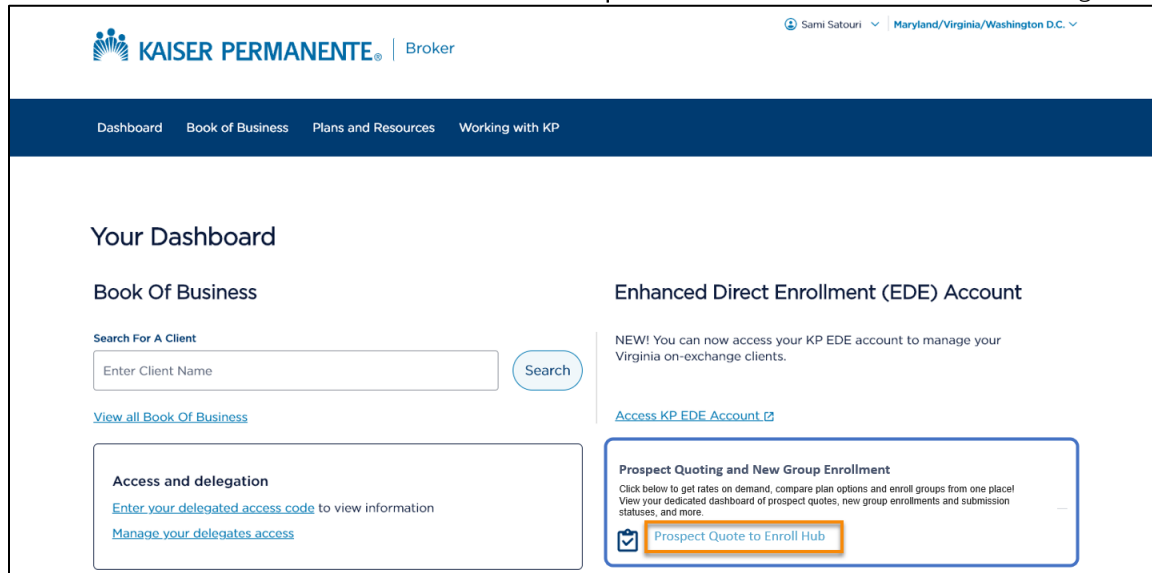 Sami Satouri Maryland/Virginia/Washington D.C.
KAISER PERMANENTE® | Broker
Dashboard Book of Business Plans and Resources Working with KP
Your Dashboard
Book Of Business
Search For A Client
Enter Client Name Search
View all Book Of Business
Access and delegation
Enter your delegated access code to view information
Manage your delegates access
Enhanced Direct Enrollment (EDE) Account
NEW! You can now access your KP EDE account to manage your
Virginia on-exchange clients.
Access KP EDE Account
Prospect Quoting and New Group Enrollment
Click below to get rates on demand, compare plan options and enroll groups from one place!
View your dedicated dashboard of prospect quotes, new group enrollments and submission
statuses, and more.
Prospect Quote to Enroll Hub